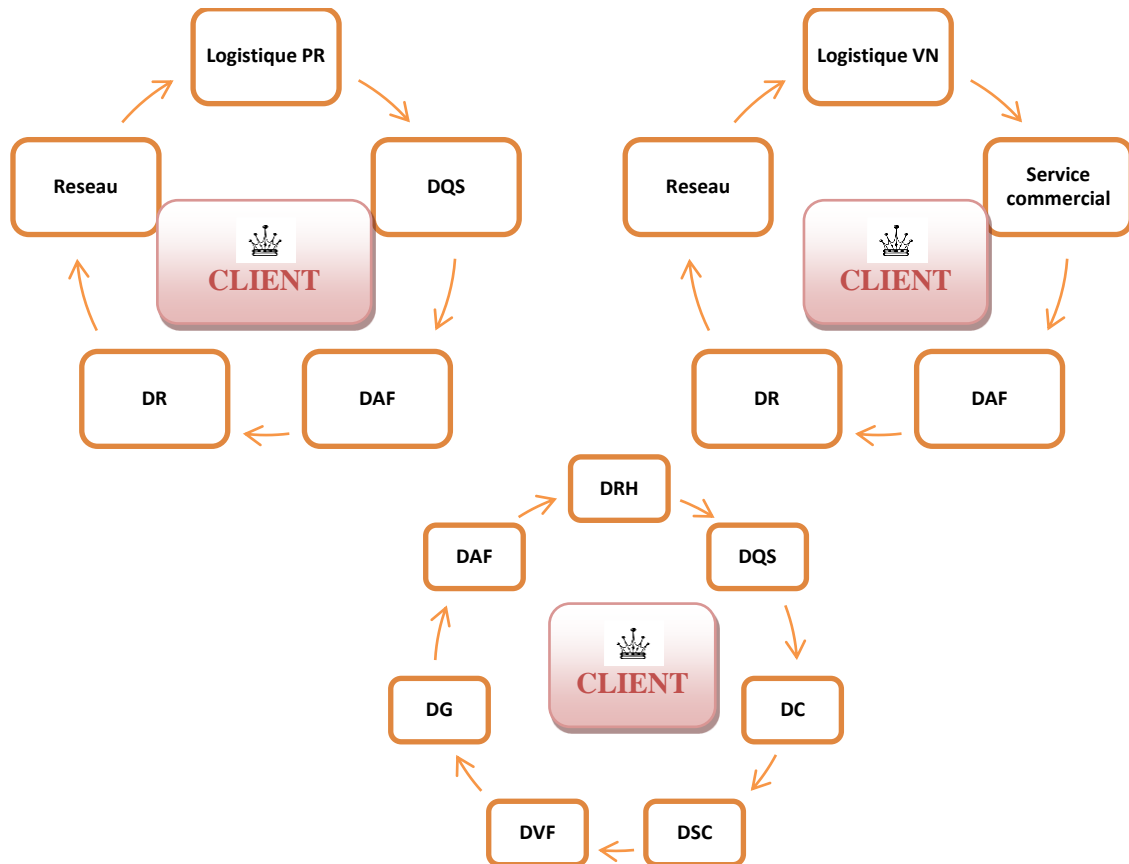 Logistique PR
Reseau
DQS
CLIENT
DR
DAF
Logistique VN
Reseau
Service
commercial
CLIENT
DR
DAF
DRH
DAF
DQS
CLIENT
DG
DC
DVF
DSC